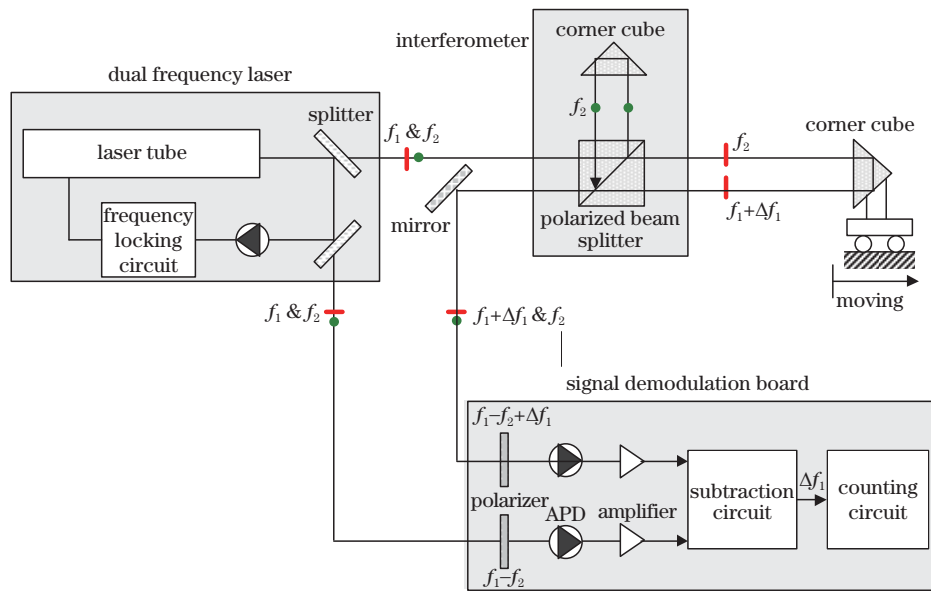 corner cube
interferometer
dual frequency laser
splitter
f₁ & f₂
f₂
f₂
corner cube
laser tube
f₁+Δf₁
frequency
locking
circuit
mirror
polarized beam
splitter
moving
f₁ & f₂
f₁+Δf₁ & f₂
signal demodulation board
f₁−f₂+Δf₁
polarizer
APD
amplifier
subtraction
circuit
Δf₁
counting
circuit
f₁−f₂